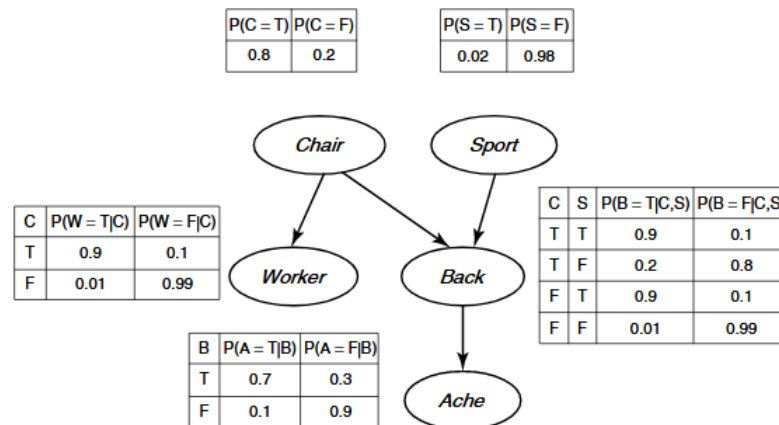 P(C = T) P(C = F)
0.8 0.2
P(S = T) P(S = F)
0.02 0.98
Chair
Sport
C P(W = T|C) P(W = F|C)
T 0.9 0.1
F 0.01 0.99
C S P(B = T|C,S) P(B = F|C,S
T T 0.9 0.1
T F 0.2 0.8
F T 0.9 0.1
F F 0.01 0.99
Worker
Back
B P(A = T|B) P(A = F|B)
T 0.7 0.3
F 0.1 0.9
Ache